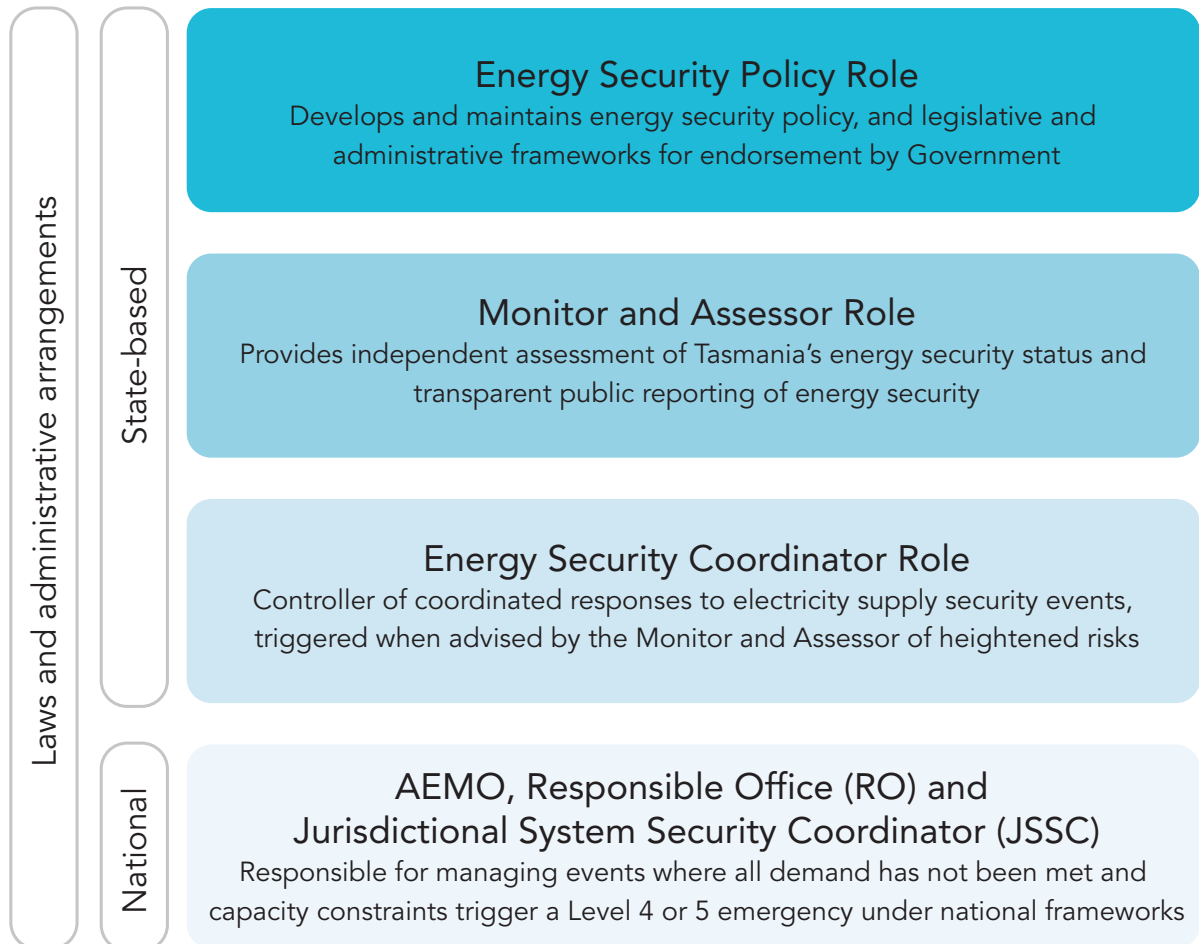 Laws and administrative arrangements
State-based
Energy Security Policy Role
Develops and maintains energy security policy, and legislative and
administrative frameworks for endorsement by Government
Monitor and Assessor Role
Provides independent assessment of Tasmania’s energy security status and
transparent public reporting of energy security
Energy Security Coordinator Role
Controller of coordinated responses to electricity supply security events,
triggered when advised by the Monitor and Assessor of heightened risks
National
AEMO, Responsible Office (RO) and
Jurisdictional System Security Coordinator (JSSC)
Responsible for managing events where all demand has not been met and
capacity constraints trigger a Level 4 or 5 emergency under national frameworks